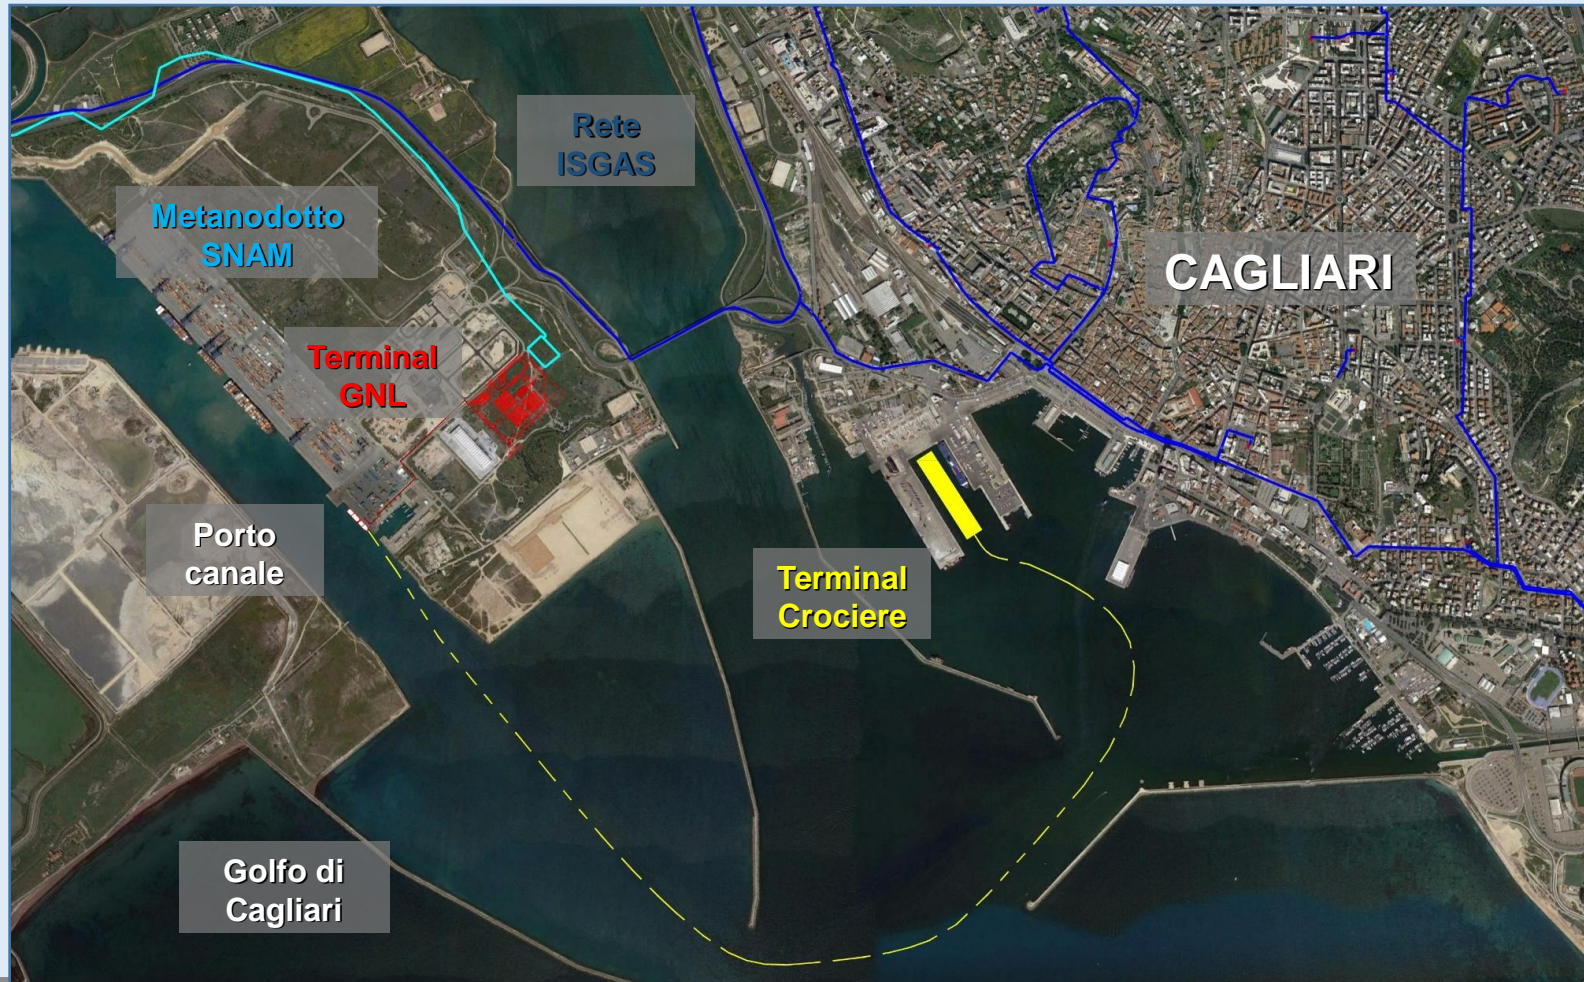 Rete
ISGAS
Metanodotto
SNAM
CAGLIARI
Terminal
GNL
Porto
canale
Terminal
Crociere
Golfo di
Cagliari